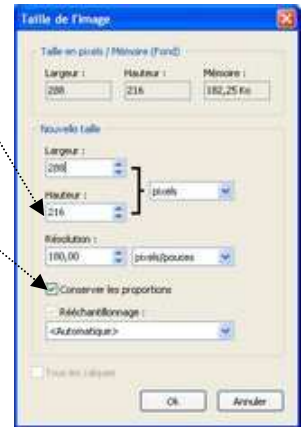 Taille de l'image
Taille en pixels / Mémoire (Fond)
Largeur : Hauteur : Mémoire :
288 216 182,25 Ko
Nouvelle taille
Largeur :
288
Hauteur : pixels
216
Résolution :
180,00 pixels/pouces
Conserver les proportions
Rééchantillonnage :
<Automatique>
Tous les calques
Ok Annuler